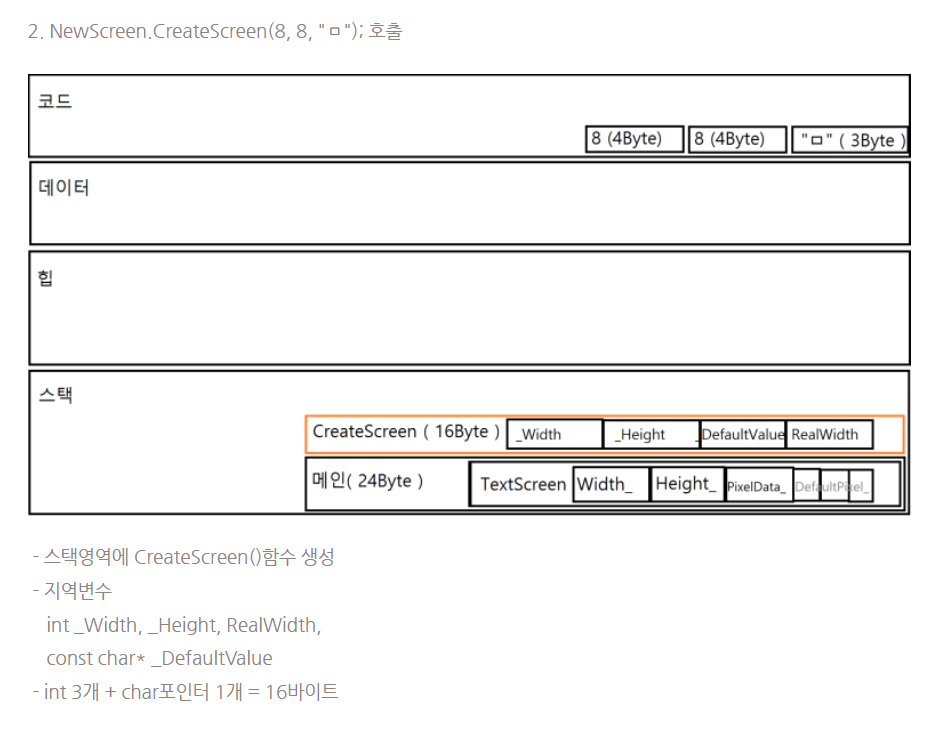 2. NewScreen.CreateScreen(8, 8, "ㅁ"); 호출
코드
8 (4Byte) 8 (4Byte) "ㅁ" ( 3Byte )
데이터
힙
스택
CreateScreen ( 16Byte ) _Width _Height _DefaultValue RealWidth
메인( 24Byte ) TextScreen Width_ Height_ PixelData_ DefaultPixel_
- 스택영역에 CreateScreen()함수 생성
- 지역변수
int _Width, _Height, RealWidth,
const char* _DefaultValue
- int 3개 + char포인터 1개 = 16바이트